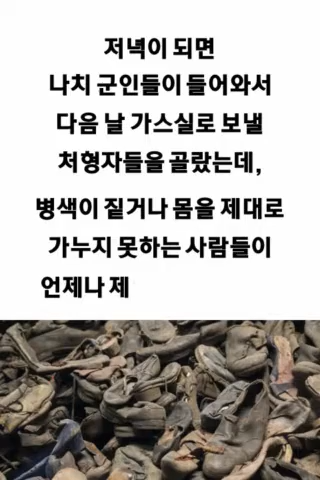 저녁이 되면
나치 군인들이 들어와서
다음 날 가스실로 보낼
처형자들을 골랐는데,
병색이 짙거나 몸을 제대로
가누지 못하는 사람들이
언제나 제